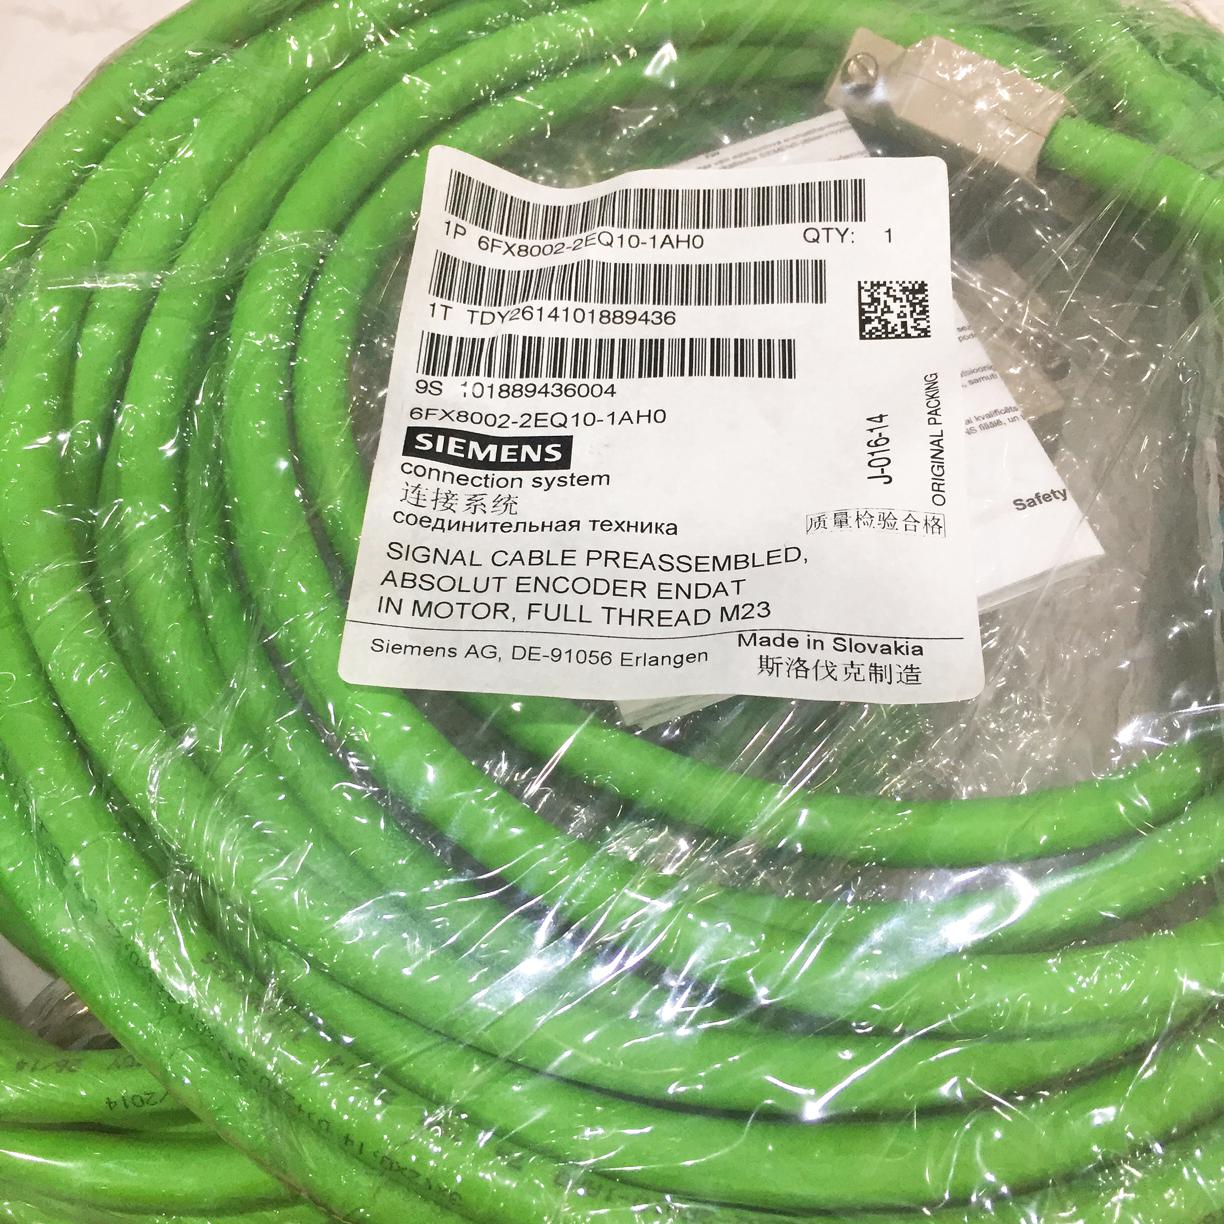 1P 6FX8002-2EQ10-1AH0 QTY: 1
1T TDY2614101889436
9S 101889436004
6FX8002-2EQ10-1AH0
SIEMENS
connection system
连接系统
соединительная техника
SIGNAL CABLE PREASSEMBLED,
ABSOLUT ENCODER ENDAT
IN MOTOR, FULL THREAD M23
Siemens AG, DE-91056 Erlangen
Made in Slovakia
斯洛伐克制造
J-016-14
ORIGINAL PACKING
质量检验合格
Safety
/2014